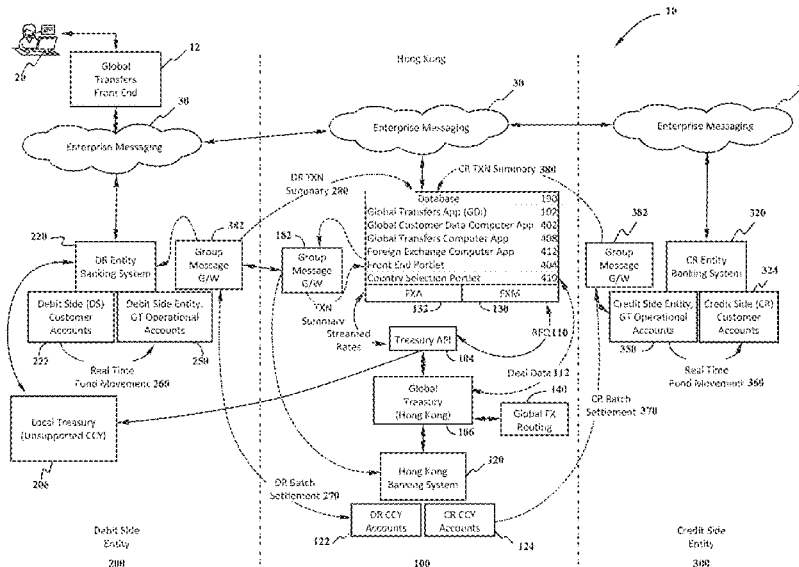 10
20
12
Global
Transfers
Front End
Hong Kong
30
Enterprise Messaging
30
Enterprise Messaging
Enterprise Messaging
DR TXN
Summary 280
CR TXN Summary 380
Database 190
Global Transfers App (GDt) 102
Global Customer Data Computer App 402
Global Transfers Computer App 408
Foreign Exchange Computer App 412
Front End Portlet 404
Country Selection Portlet 410
FXA
FXM
132
130
220
DR Entity
Banking System
382
Group
Message
G/W
182
Group
Message
G/W
TXN
Summary
Streamed
Rates
382
Group
Message
G/W
320
CR Entity
Banking System
324
Debit Side (DS)
Customer
Accounts
Debit Side Entity,
GT Operational
Accounts
222
250
Real Time
Fund Movement 260
Credit Side Entity,
GT Operational
Accounts
Credit Side (CR)
Customer
Accounts
350
Real Time
Fund Movement 360
RFQ 110
Treasury API
104
Deal Data 112
Global
Treasury
(Hong Kong)
106
140
Global FX
Routing
CR Batch
Settlement 370
Local Treasury
(Unsupported CCY)
206
DR Batch
Settlement 270
Hong Kong
Banking System
120
DR CCY
Accounts
CR CCY
Accounts
122
124
Debit Side
Entity
200
100
Credit Side
Entity
300